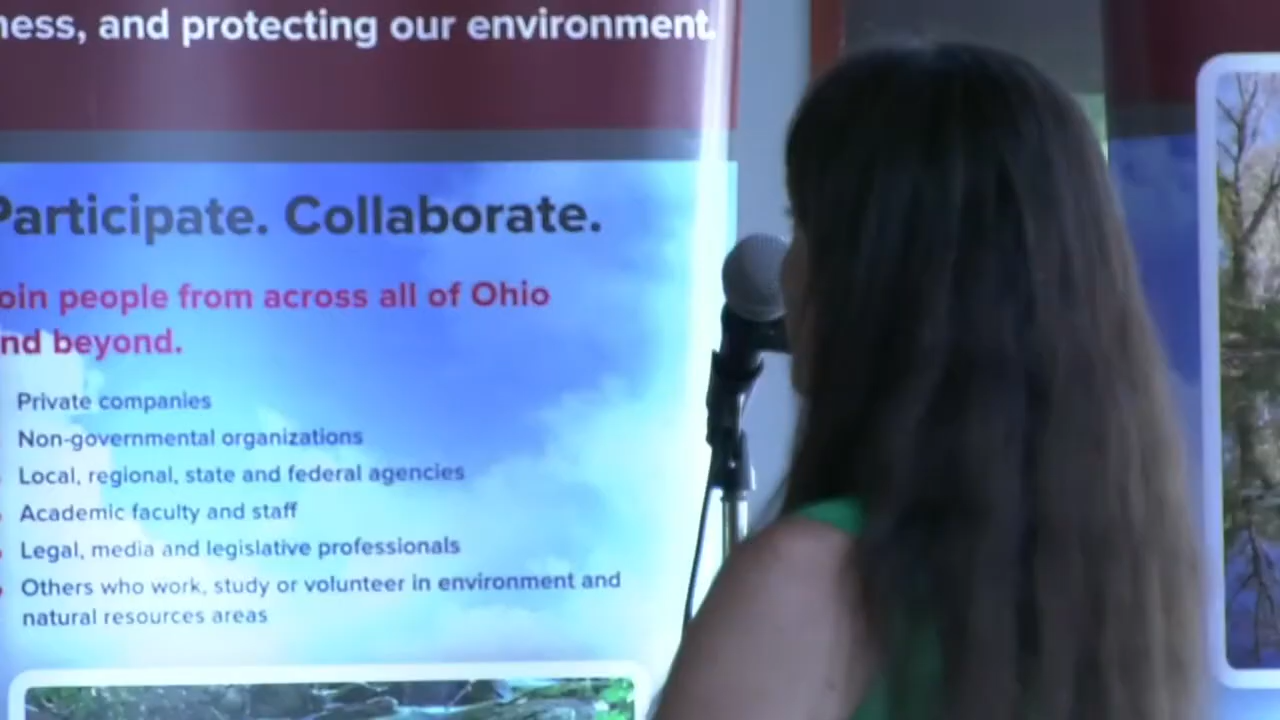 ness, and protecting our environment.
Participate. Collaborate.
oin people from across all of Ohio
nd beyond.
Private companies
Non-governmental organizations
Local, regional, state and federal agencies
Academic faculty and staff
Legal, media and legislative professionals
Others who work, study or volunteer in environment and
natural resources areas